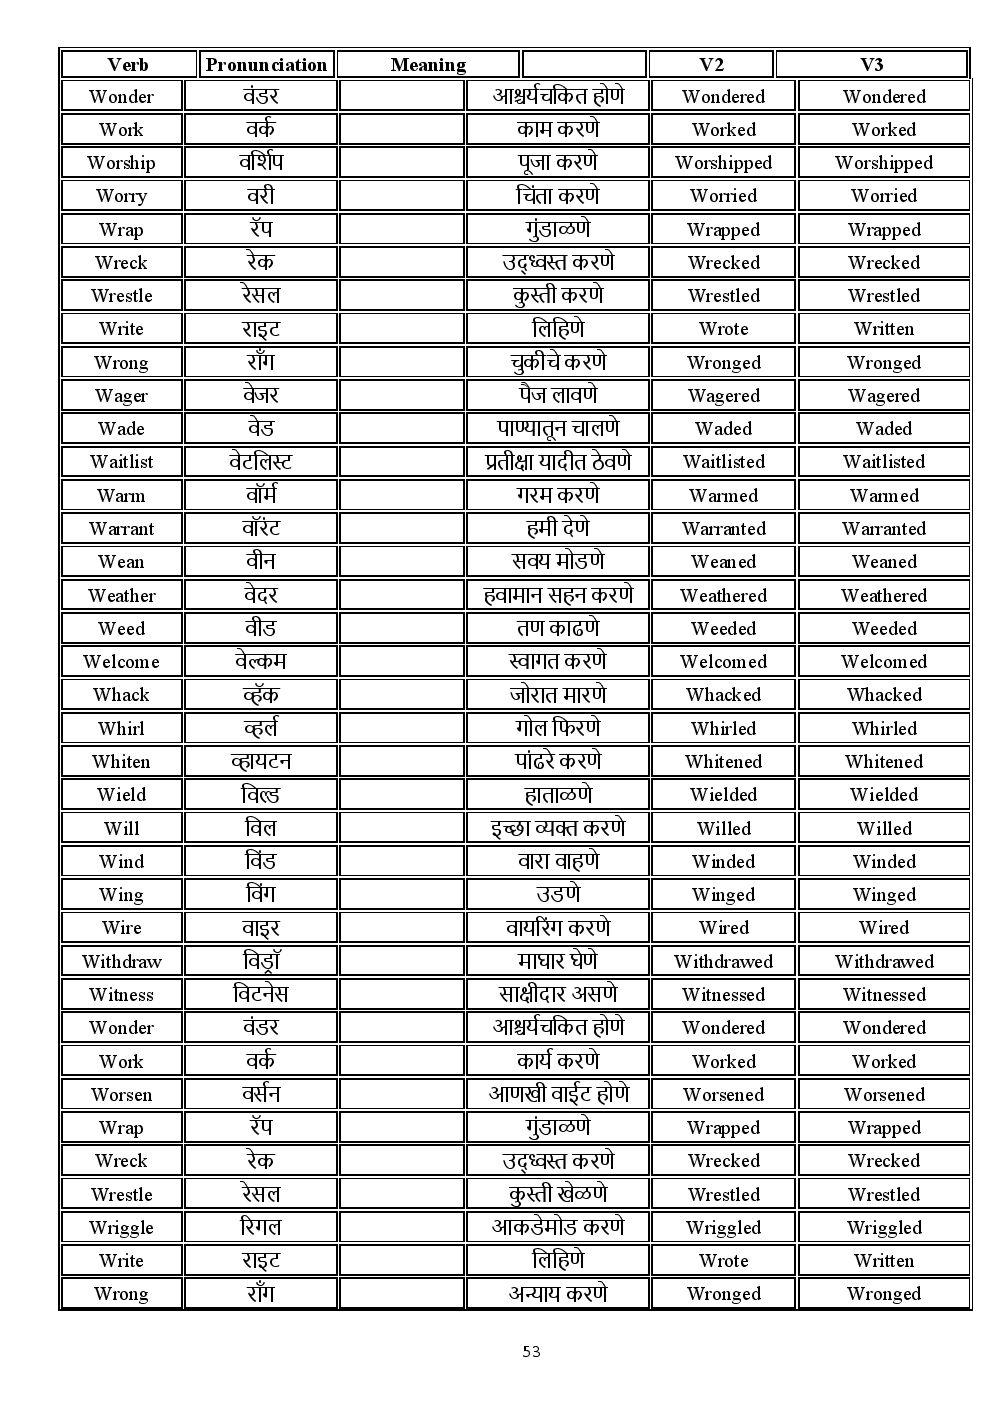 Verb Pronunciation Meaning V2 V3
Wonder वंडर आश्चर्यचकित होणे Wondered Wondered
Work वर्क काम करणे Worked Worked
Worship वर्शिप पूजा करणे Worshipped Worshipped
Worry वरी चिंता करणे Worried Worried
Wrap रॅप गुंडाळणे Wrapped Wrapped
Wreck रेक उद्ध्वस्त करणे Wrecked Wrecked
Wrestle रेसल कुस्ती करणे Wrestled Wrestled
Write राइट लिहिणे Wrote Written
Wrong राँग चुकीचे करणे Wronged Wronged
Wager वेजर पैज लावणे Wagered Wagered
Wade वेड पाण्यातून चालणे Waded Waded
Waitlist वेटलिस्ट प्रतीक्षा यादीत ठेवणे Waitlisted Waitlisted
Warm वॉर्म गरम करणे Warmed Warmed
Warrant वॉरंट हमी देणे Warranted Warranted
Wean वीन सवय मोडणे Weaned Weaned
Weather वेदर हवामान सहन करणे Weathered Weathered
Weed वीड तण काढणे Weeded Weeded
Welcome वेल्कम स्वागत करणे Welcomed Welcomed
Whack व्हॅक जोरात मारणे Whacked Whacked
Whirl व्हर्ल गोल फिरणे Whirled Whirled
Whiten व्हायटन पांढरे करणे Whitened Whitened
Wield विल्ड हाताळणे Wielded Wielded
Will विल इच्छा व्यक्त करणे Willed Willed
Wind विंड वारा वाहणे Winded Winded
Wing विंग उडणे Winged Winged
Wire वाइर वायरिंग करणे Wired Wired
Withdraw विड्रॉ माघार घेणे Withdrawed Withdrawed
Witness विटनेस साक्षीदार असणे Witnessed Witnessed
Wonder वंडर आश्चर्यचकित होणे Wondered Wondered
Work वर्क कार्य करणे Worked Worked
Worsen वर्सन आणखी वाईट होणे Worsened Worsened
Wrap रॅप गुंडाळणे Wrapped Wrapped
Wreck रेक उद्ध्वस्त करणे Wrecked Wrecked
Wrestle रेसल कुस्ती खेळणे Wrestled Wrestled
Wriggle रिगल आकडेमोड करणे Wriggled Wriggled
Write राइट लिहिणे Wrote Written
Wrong राँग अन्याय करणे Wronged Wronged
53